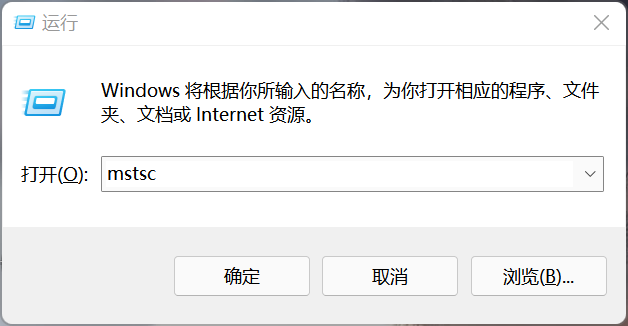 运行
Windows 将根据你所输入的名称，为你打开相应的程序、文件
夹、文档或 Internet 资源。
打开(O): mstsc
确定 取消 浏览(B)...